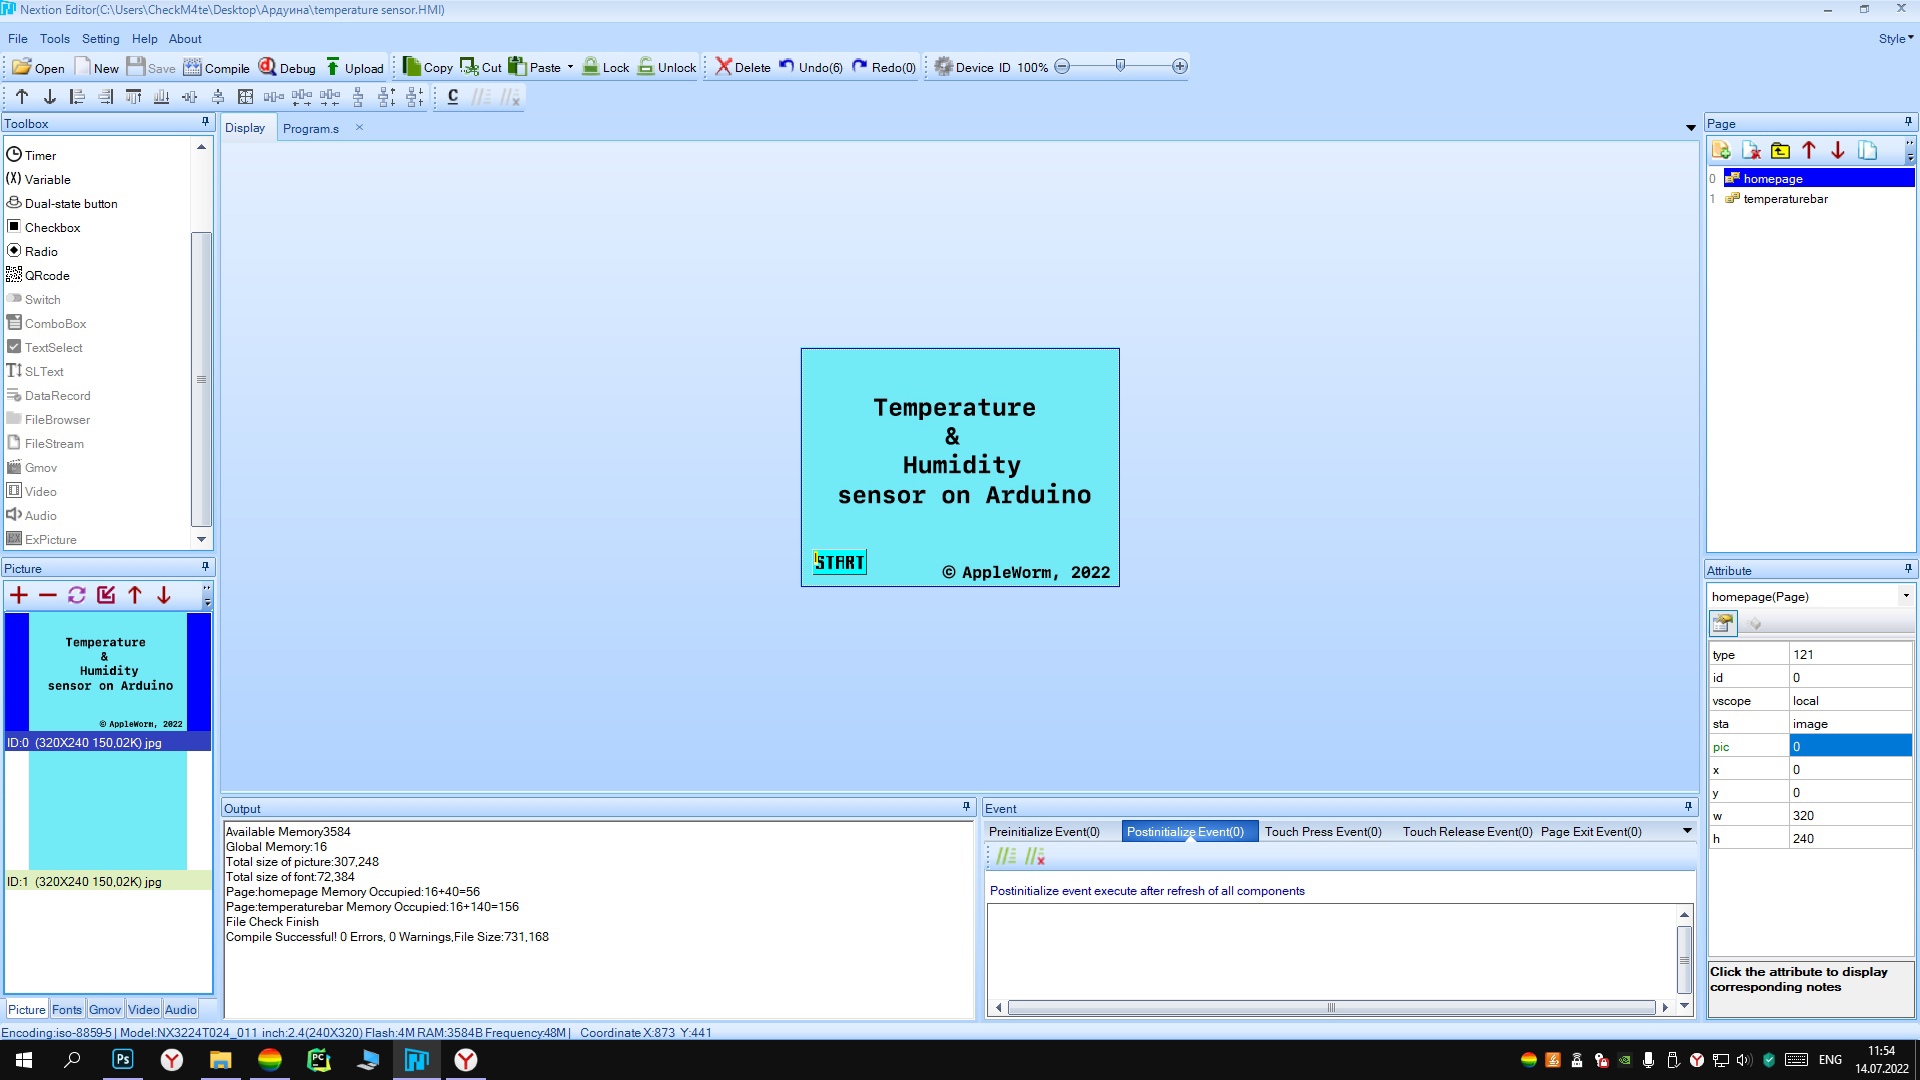 Nextion Editor(C:\Users\CheckM4te\Desktop\Ардуина\temperature sensor.HMI)
File Tools Setting Help About Style
Open New Save Compile Debug Upload Copy Cut Paste Lock Unlock Delete Undo(6) Redo(0) Device ID 100%
Toolbox
Timer
(X) Variable
Dual-state button
Checkbox
Radio
QRcode
Switch
ComboBox
TextSelect
SLText
DataRecord
FileBrowser
FileStream
Gmov
Video
Audio
ExPicture
Picture
Temperature
&
Humidity
sensor on Arduino
© AppleWorm, 2022
ID:0 (320X240 150,02K) jpg
ID:1 (320X240 150,02K) jpg
Picture Fonts Gmov Video Audio
Display Program.s
Temperature
&
Humidity
sensor on Arduino
START
© AppleWorm, 2022
Output
Available Memory3584
Global Memory:16
Total size of picture:307,248
Total size of font:72,384
Page:homepage Memory Occupied:16+40=56
Page:temperaturebar Memory Occupied:16+140=156
File Check Finish
Compile Successful! 0 Errors, 0 Warnings,File Size:731,168
Event
Preinitialize Event(0) Postinitialize Event(0) Touch Press Event(0) Touch Release Event(0) Page Exit Event(0)
Postinitialize event execute after refresh of all components
Page
0 homepage
1 temperaturebar
Attribute
homepage(Page)
type 121
id 0
vscope local
sta image
pic 0
x 0
y 0
w 320
h 240
Click the attribute to display
corresponding notes
Encoding:iso-8859-5 | Model:NX3224T024_011 inch:2.4(240X320) Flash:4M RAM:3584B Frequency:48M | Coordinate X:873 Y:441
Ps
PC
ENG
11:54
14.07.2022